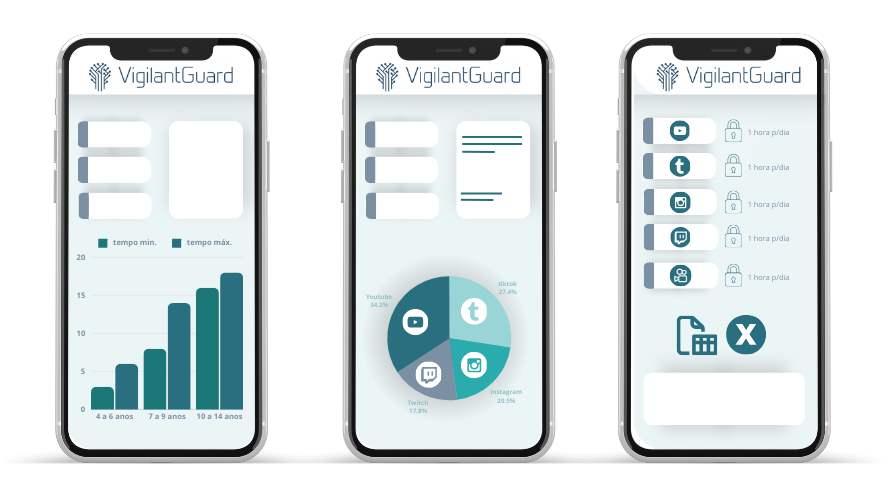 VigilantGuard
tempo min.
tempo máx.
20
15
10
5
0
4 a 6 anos
7 a 9 anos
10 a 14 anos
VigilantGuard
Youtube
34.2%
tiktok
27.4%
Twitch
17.8%
Instagram
20.5%
VigilantGuard
1 hora p/dia
1 hora p/dia
1 hora p/dia
1 hora p/dia
1 hora p/dia
X